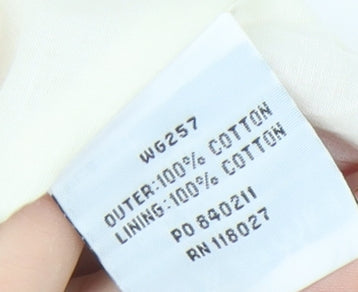 WG257
OUTER:100% COTTON
LINING:100% COTTON
PO 840211
RN 118027